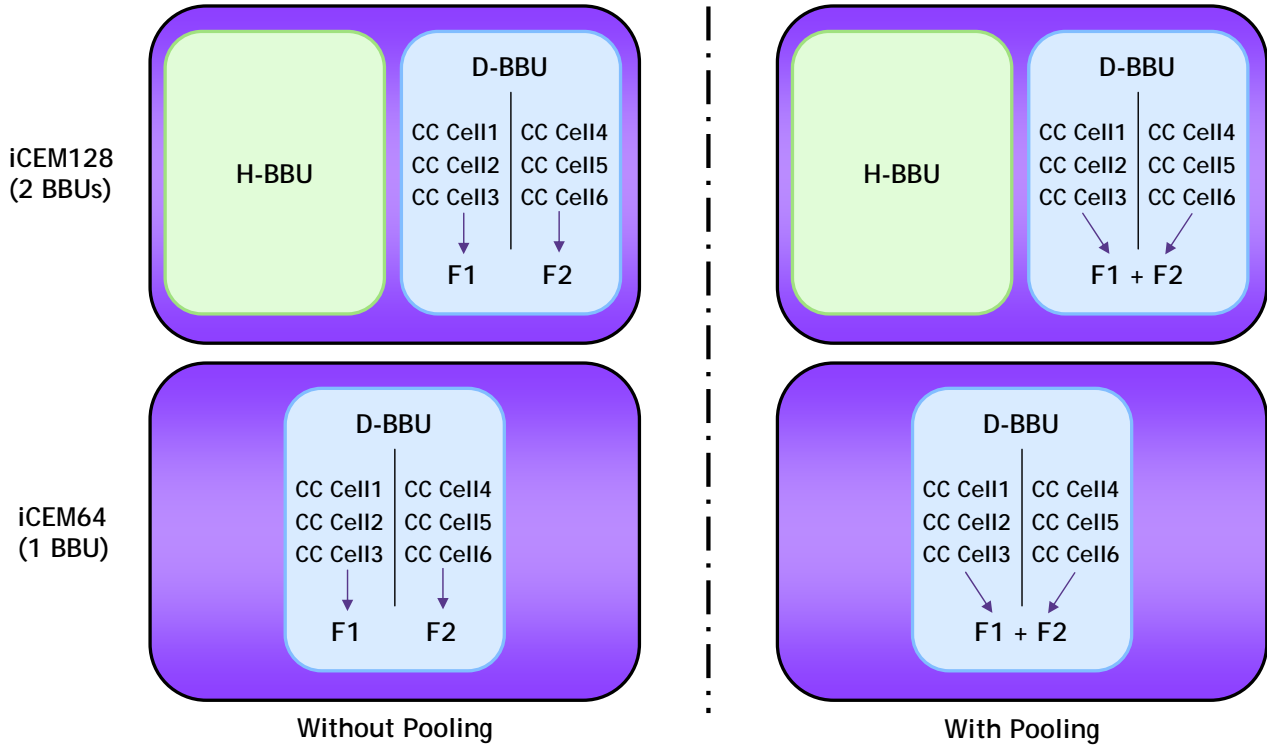 iCEM128
(2 BBUs)
H-BBU
D-BBU
CC Cell1 CC Cell4
CC Cell2 CC Cell5
CC Cell3 CC Cell6
F1 F2
H-BBU
D-BBU
CC Cell1 CC Cell4
CC Cell2 CC Cell5
CC Cell3 CC Cell6
F1 + F2
iCEM64
(1 BBU)
D-BBU
CC Cell1 CC Cell4
CC Cell2 CC Cell5
CC Cell3 CC Cell6
F1 F2
D-BBU
CC Cell1 CC Cell4
CC Cell2 CC Cell5
CC Cell3 CC Cell6
F1 + F2
Without Pooling
With Pooling